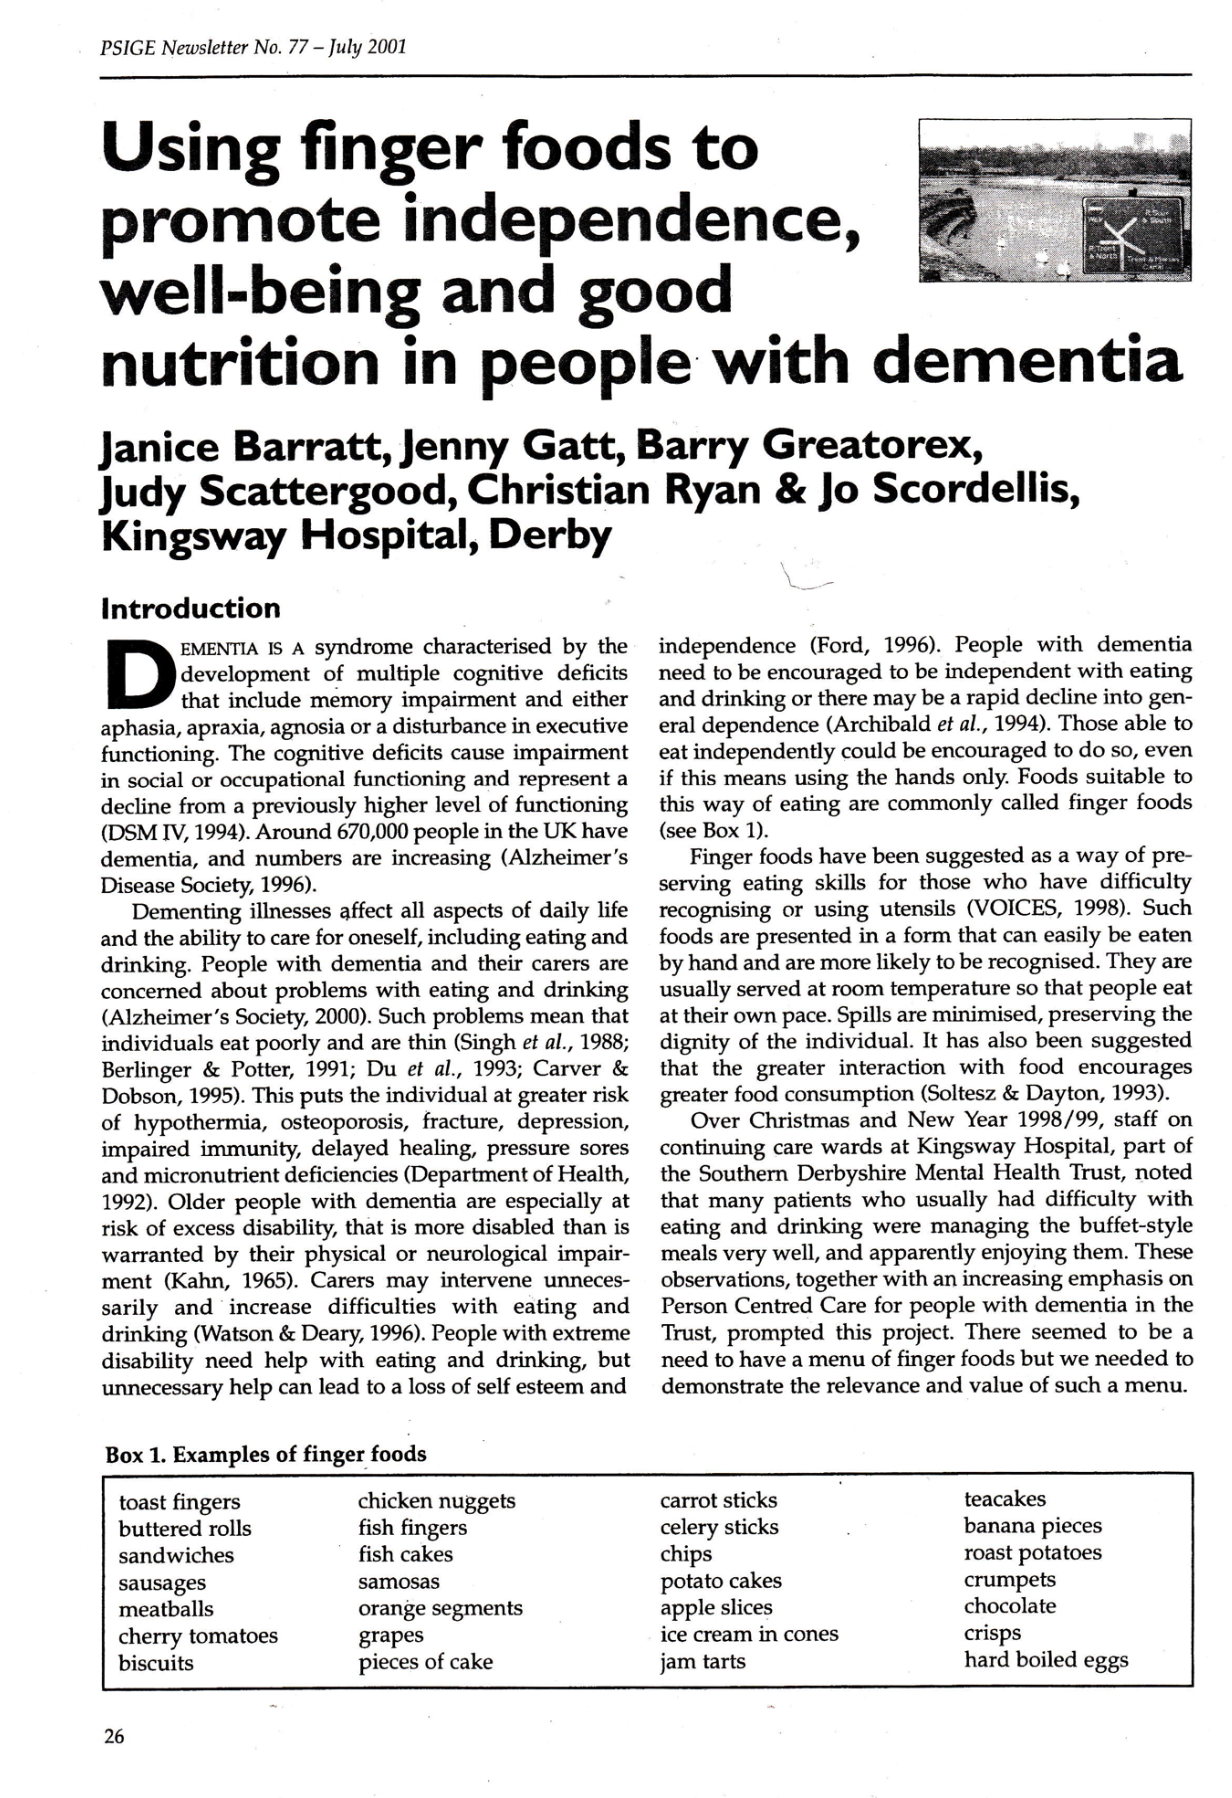 PSIGE Newsletter No. 77 – July 2001
Using finger foods to
promote independence,
well-being and good
nutrition in people with dementia
R. Trent
& North
& South
Janice Barratt, Jenny Gatt, Barry Greatorex,
Judy Scattergood, Christian Ryan & Jo Scordellis,
Kingsway Hospital, Derby
Introduction
DEMENTIA IS A syndrome characterised by the
development of multiple cognitive deficits
that include memory impairment and either
aphasia, apraxia, agnosia or a disturbance in executive
functioning. The cognitive deficits cause impairment
in social or occupational functioning and represent a
decline from a previously higher level of functioning
(DSM IV, 1994). Around 670,000 people in the UK have
dementia, and numbers are increasing (Alzheimer's
Disease Society, 1996).
Dementing illnesses affect all aspects of daily life
and the ability to care for oneself, including eating and
drinking. People with dementia and their carers are
concerned about problems with eating and drinking
(Alzheimer's Society, 2000). Such problems mean that
individuals eat poorly and are thin (Singh et al., 1988;
Berlinger & Potter, 1991; Du et al., 1993; Carver &
Dobson, 1995). This puts the individual at greater risk
of hypothermia, osteoporosis, fracture, depression,
impaired immunity, delayed healing, pressure sores
and micronutrient deficiencies (Department of Health,
1992). Older people with dementia are especially at
risk of excess disability, that is more disabled than is
warranted by their physical or neurological impair-
ment (Kahn, 1965). Carers may intervene unneces-
sarily and increase difficulties with eating and
drinking (Watson & Deary, 1996). People with extreme
disability need help with eating and drinking, but
unnecessary help can lead to a loss of self esteem and
independence (Ford, 1996). People with dementia
need to be encouraged to be independent with eating
and drinking or there may be a rapid decline into gen-
eral dependence (Archibald et al., 1994). Those able to
eat independently could be encouraged to do so, even
if this means using the hands only. Foods suitable to
this way of eating are commonly called finger foods
(see Box 1).
Finger foods have been suggested as a way of pre-
serving eating skills for those who have difficulty
recognising or using utensils (VOICES, 1998). Such
foods are presented in a form that can easily be eaten
by hand and are more likely to be recognised. They are
usually served at room temperature so that people eat
at their own pace. Spills are minimised, preserving the
dignity of the individual. It has also been suggested
that the greater interaction with food encourages
greater food consumption (Soltesz & Dayton, 1993).
Over Christmas and New Year 1998/99, staff on
continuing care wards at Kingsway Hospital, part of
the Southern Derbyshire Mental Health Trust, noted
that many patients who usually had difficulty with
eating and drinking were managing the buffet-style
meals very well, and apparently enjoying them. These
observations, together with an increasing emphasis on
Person Centred Care for people with dementia in the
Trust, prompted this project. There seemed to be a
need to have a menu of finger foods but we needed to
demonstrate the relevance and value of such a menu.
Box 1. Examples of finger foods
toast fingers
buttered rolls
sandwiches
sausages
meatballs
cherry tomatoes
biscuits
chicken nuggets
fish fingers
fish cakes
samosas
orange segments
grapes
pieces of cake
carrot sticks
celery sticks
chips
potato cakes
apple slices
ice cream in cones
jam tarts
teacakes
banana pieces
roast potatoes
crumpets
chocolate
crisps
hard boiled eggs
26